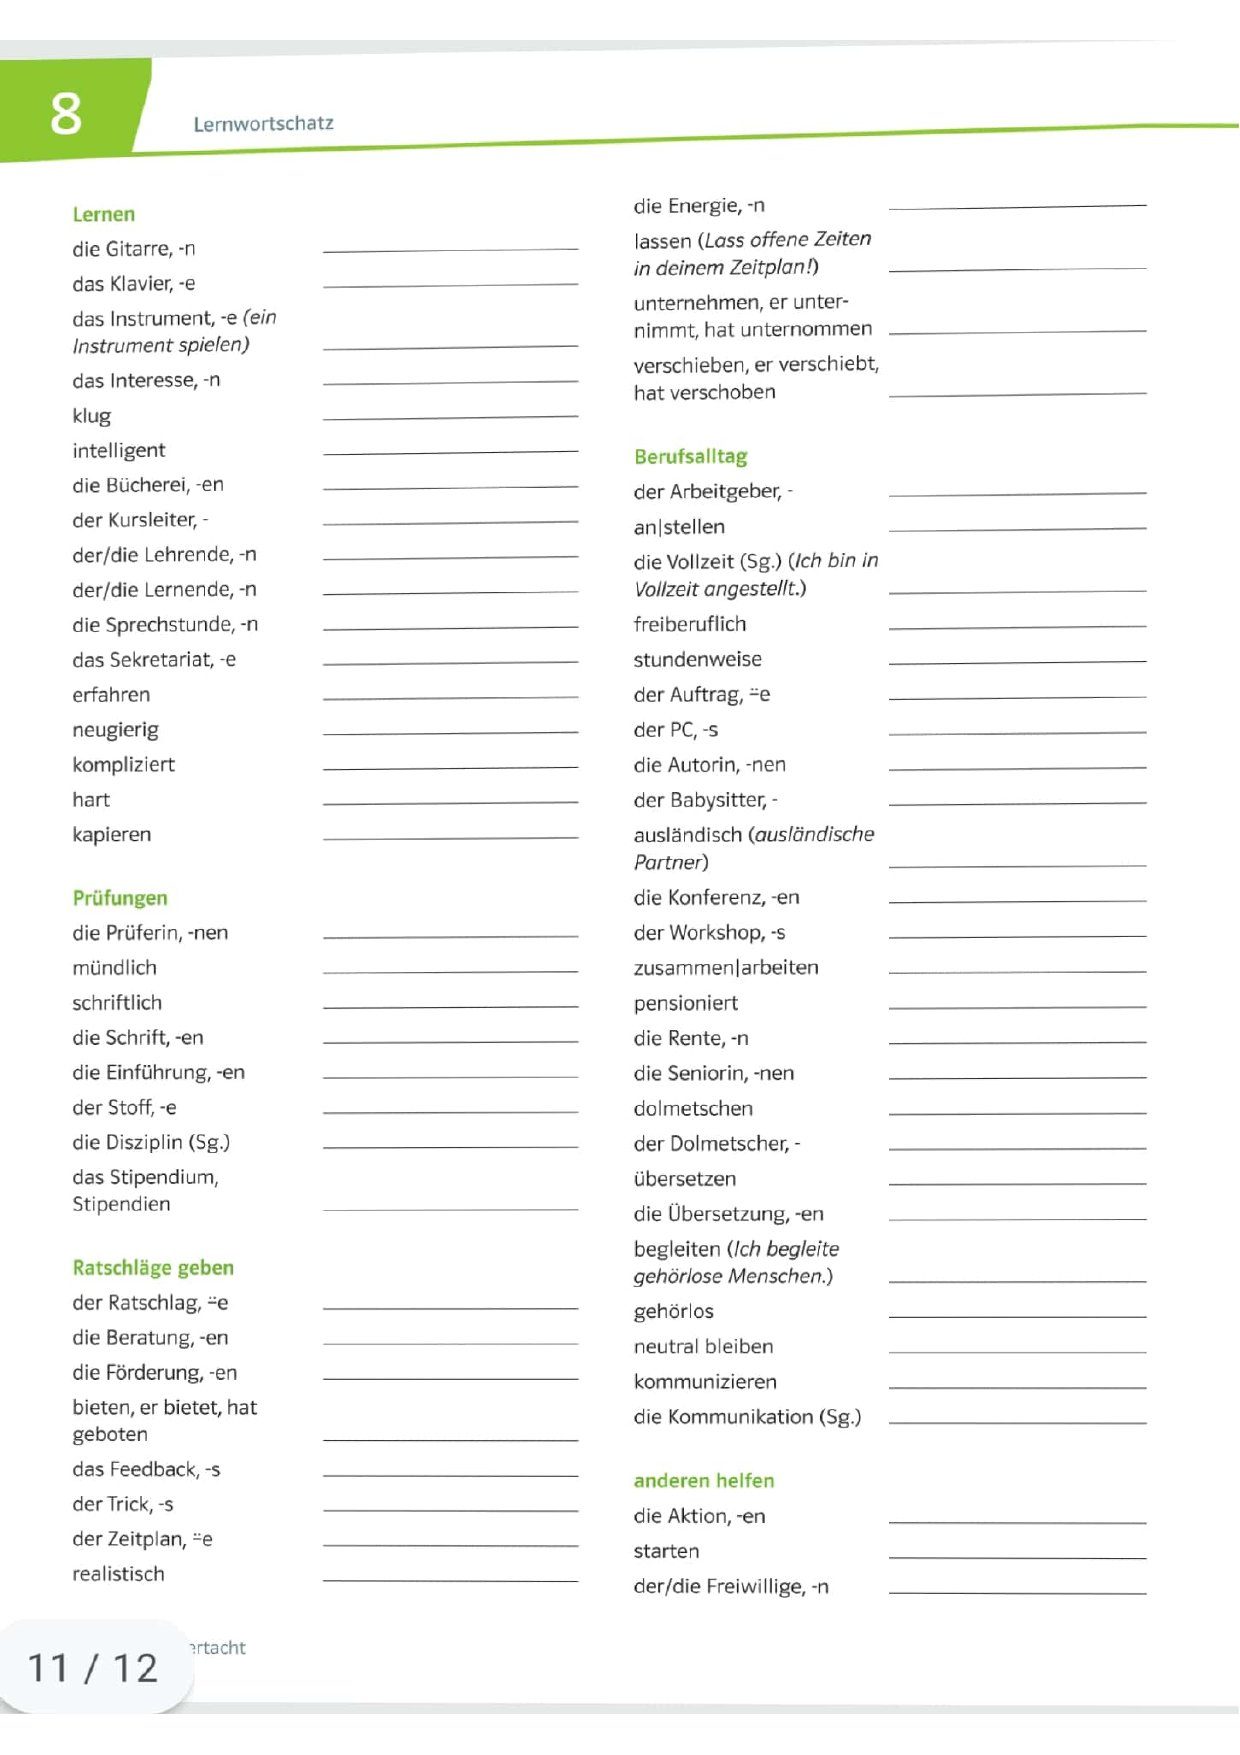 8
Lernwortschatz
Lernen
die Gitarre, -n
das Klavier, -e
das Instrument, -e (ein
Instrument spielen)
das Interesse, -n
klug
intelligent
die Bücherei, -en
der Kursleiter, -
der/die Lehrende, -n
der/die Lernende, -n
die Sprechstunde, -n
das Sekretariat, -e
erfahren
neugierig
kompliziert
hart
kapieren
Prüfungen
die Prüferin, -nen
mündlich
schriftlich
die Schrift, -en
die Einführung, -en
der Stoff, -e
die Disziplin (Sg.)
das Stipendium,
Stipendien
Ratschläge geben
der Ratschlag, ⸚e
die Beratung, -en
die Förderung, -en
bieten, er bietet, hat
geboten
das Feedback, -s
der Trick, -s
der Zeitplan, ⸚e
realistisch
die Energie, -n
lassen (Lass offene Zeiten
in deinem Zeitplan!)
unternehmen, er unter-
nimmt, hat unternommen
verschieben, er verschiebt,
hat verschoben
Berufsalltag
der Arbeitgeber, -
an|stellen
die Vollzeit (Sg.) (Ich bin in
Vollzeit angestellt.)
freiberuflich
stundenweise
der Auftrag, ⸚e
der PC, -s
die Autorin, -nen
der Babysitter, -
ausländisch (ausländische
Partner)
die Konferenz, -en
der Workshop, -s
zusammen|arbeiten
pensioniert
die Rente, -n
die Seniorin, -nen
dolmetschen
der Dolmetscher, -
übersetzen
die Übersetzung, -en
begleiten (Ich begleite
gehörlose Menschen.)
gehörlos
neutral bleiben
kommunizieren
die Kommunikation (Sg.)
anderen helfen
die Aktion, -en
starten
der/die Freiwillige, -n
ertacht
11 / 12